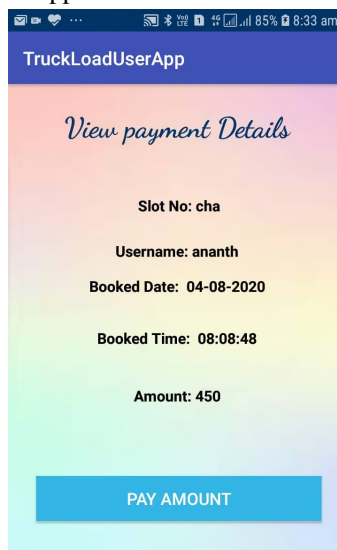 85% 8:33 am
TruckLoadUserApp
View payment Details
Slot No: cha
Username: ananth
Booked Date: 04-08-2020
Booked Time: 08:08:48
Amount: 450
PAY AMOUNT